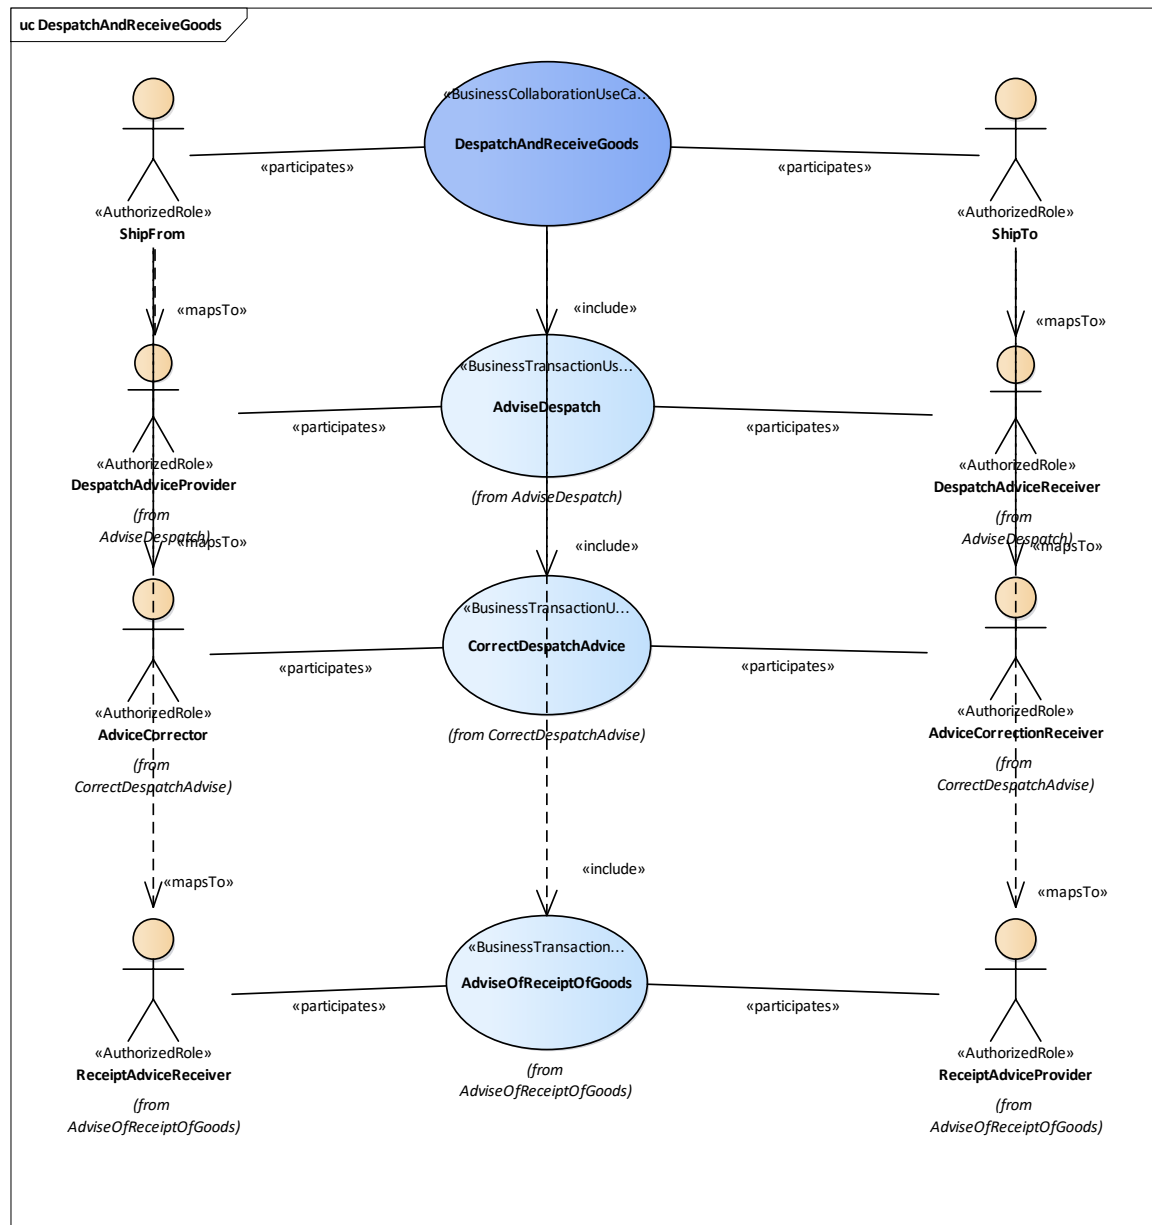 uc DespatchAndReceiveGoods
«BusinessCollaborationUseCa...
DespatchAndReceiveGoods
«participates»
«participates»
«AuthorizedRole»
ShipFrom
«AuthorizedRole»
ShipTo
«mapsTo»
«include»
«mapsTo»
«BusinessTransactionUs...
AdviseDespatch
«participates»
«participates»
«AuthorizedRole»
DespatchAdviceProvider
(from
AdviseDespatch)
(from AdviseDespatch)
«AuthorizedRole»
DespatchAdviceReceiver
(from
AdviseDespatch)
«mapsTo»
«include»
«mapsTo»
«BusinessTransactionU...
CorrectDespatchAdvice
«participates»
«participates»
«AuthorizedRole»
AdviceCorrector
(from
CorrectDespatchAdvise)
(from CorrectDespatchAdvise)
«AuthorizedRole»
AdviceCorrectionReceiver
(from
CorrectDespatchAdvise)
«mapsTo»
«include»
«mapsTo»
«BusinessTransaction...
AdviseOfReceiptOfGoods
«participates»
«participates»
«AuthorizedRole»
ReceiptAdviceReceiver
(from
AdviseOfReceiptOfGoods)
(from
AdviseOfReceiptOfGoods)
«AuthorizedRole»
ReceiptAdviceProvider
(from
AdviseOfReceiptOfGoods)